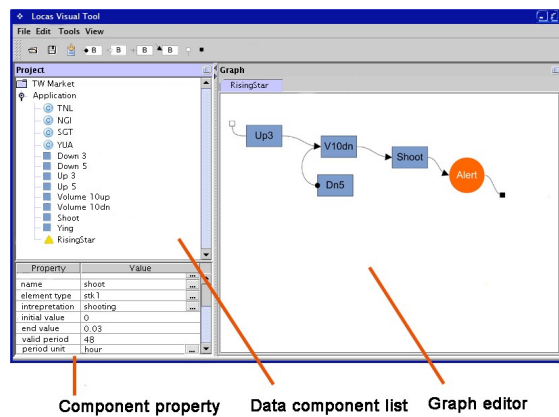 Locas Visual Tool
File Edit Tools View
B B B B
Project
TW Market
Application
TNL
NGI
SGT
YUA
Down 3
Down 5
Up 3
Up 5
Volume 10up
Volume 10dn
Shoot
Ying
RisingStar
Property Value
...
name shoot ...
element type stk1 ...
intrepretation shooting ...
initial value 0
end value 0.03
valid period 48
period unit hour ...
Graph
RisingStar
Up3
V10dn
Shoot
Alert
Dn5
Component property Data component list Graph editor